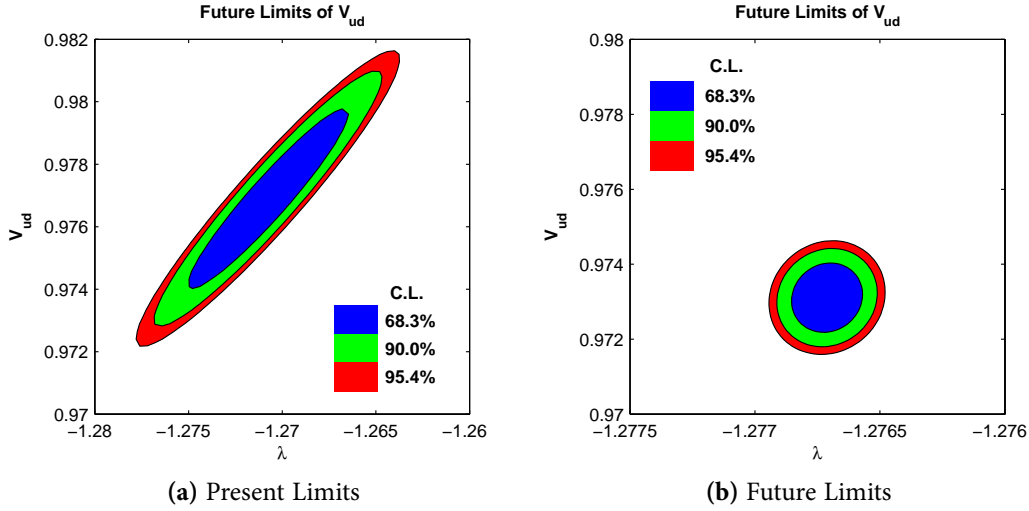 Future Limits of V_ud
0.982
0.98
0.978
0.976
0.974
0.972
0.97
V_ud
C.L.
68.3%
90.0%
95.4%
−1.28
−1.275
−1.27
−1.265
−1.26
λ
(a) Present Limits
Future Limits of V_ud
0.98
0.978
0.976
0.974
0.972
0.97
V_ud
C.L.
68.3%
90.0%
95.4%
−1.2775
−1.277
−1.2765
−1.276
λ
(b) Future Limits